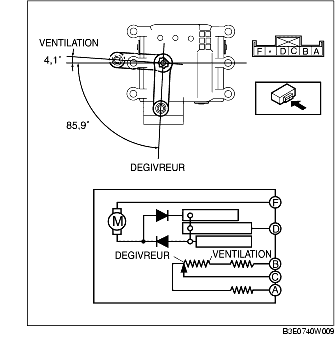 VENTILATION
4,1°
F • D C B A
85,9°
DEGIVREUR
F
M
D
DEGIVREUR VENTILATION
B
C
A
B3E0740W009